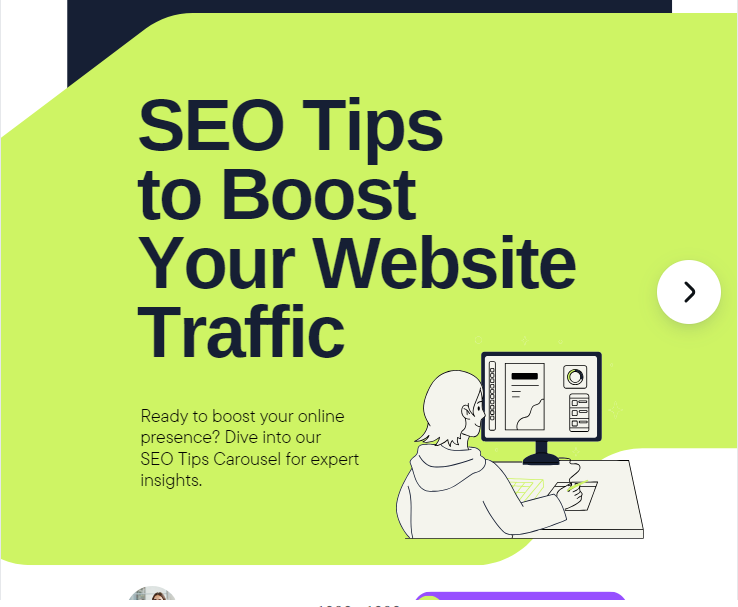 SEO Tips
to Boost
Your Website
Traffic
Ready to boost your online
presence? Dive into our
SEO Tips Carousel for expert
insights.